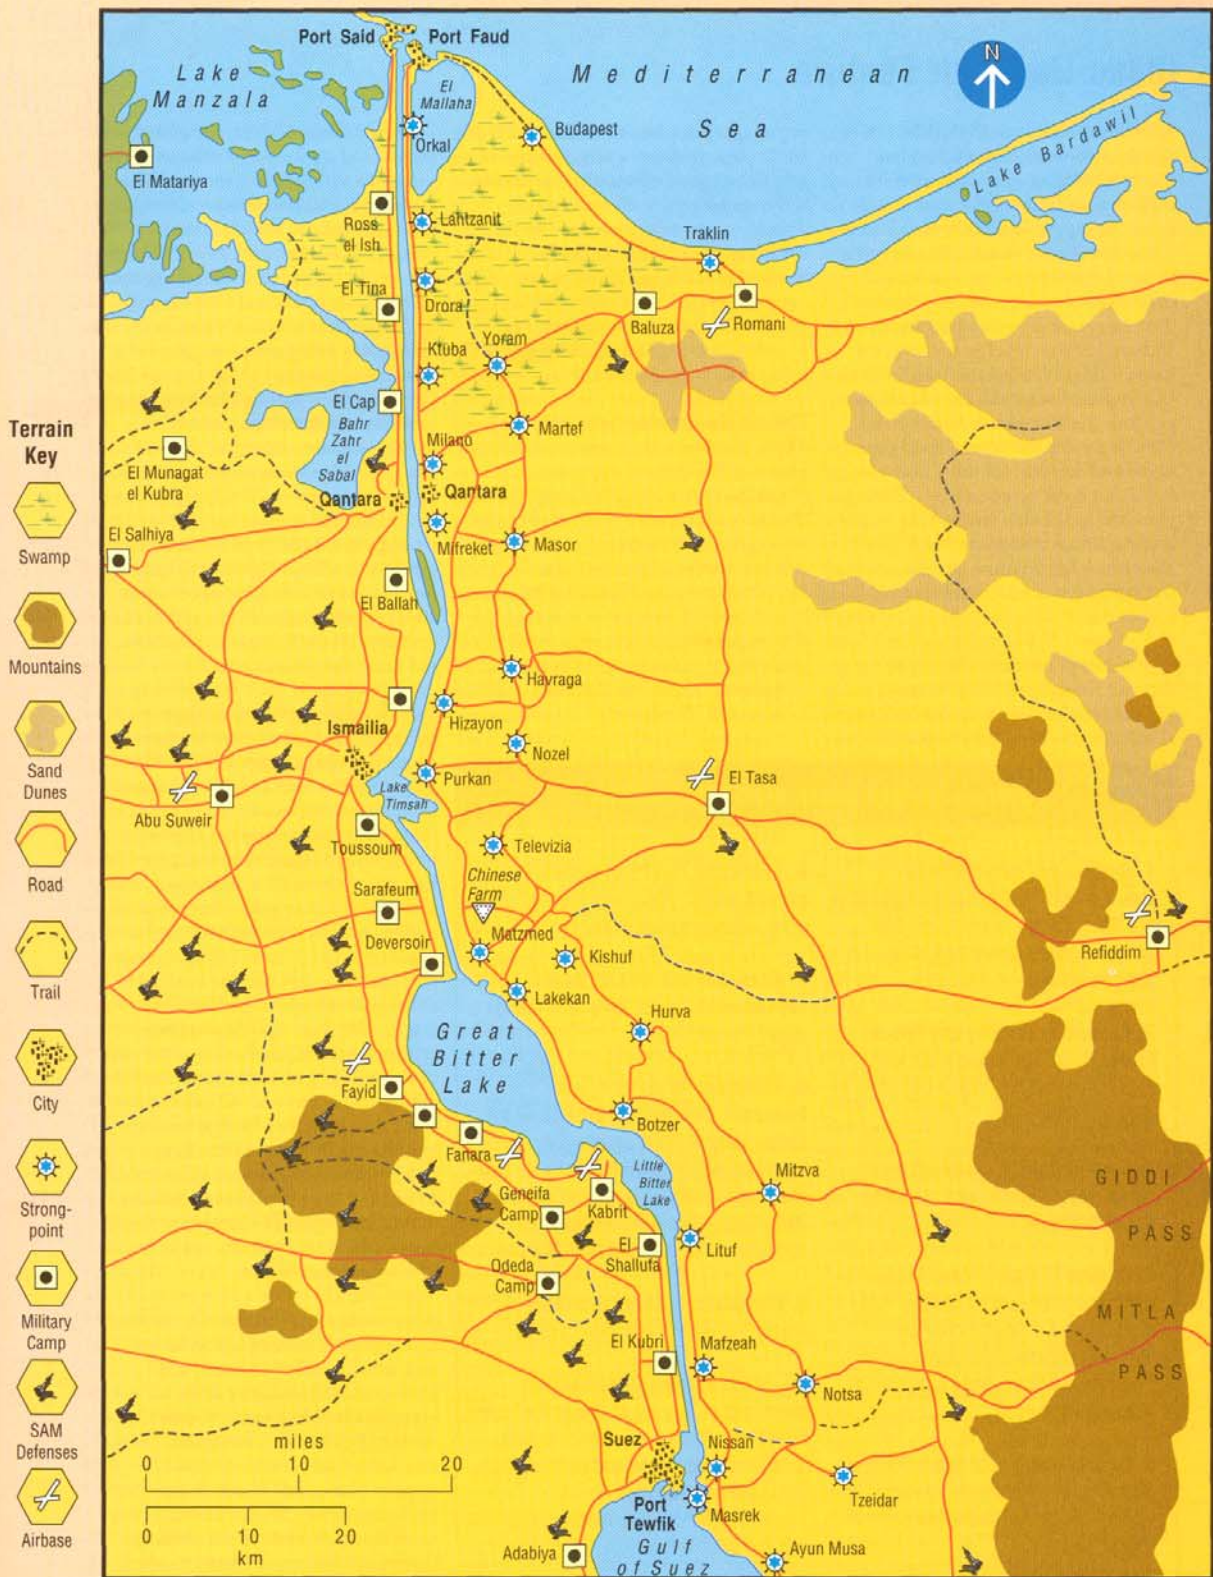 Port Said
Port Faud
N
Lake
Manzala
El
Mallaha
Mediterranean
Sea
Lake Bardawil
Orkal
Budapest
El Matariya
Ross
el Ish
Lahtzanit
Traklin
El Tina
Drora
Baluza
Romani
Ktuba
Yoram
El Cap
Bahr
Zahr
el
Sabal
Martef
Milano
El Munagat
el Kubra
Qantara
Qantara
El Salhiya
Mifreket
Masor
El Ballah
Havraga
Ismailia
Hizayon
Nozel
Purkan
El Tasa
Lake
Timsah
Abu Suweir
Toussoum
Televizia
Chinese
Farm
Sarafeum
Deversoir
Matzmed
Kishuf
Refiddim
Lakekan
Great
Bitter
Lake
Hurva
Fayid
Botzer
Fanara
Little
Bitter
Lake
Mitzva
GIDDI
PASS
Geneifa
Camp
Kabrit
El
Shallufa
Lituf
Odeda
Camp
MITLA
PASS
El Kubri
Mafzeah
Notsa
Suez
Nissan
Tzeidar
Port
Tewfik
Masrek
Adabiya
Gulf
of Suez
Ayun Musa
miles
0 10 20
0 10 20
km
Terrain
Key
Swamp
Mountains
Sand
Dunes
Road
Trail
City
Strong-
point
Military
Camp
SAM
Defenses
Airbase